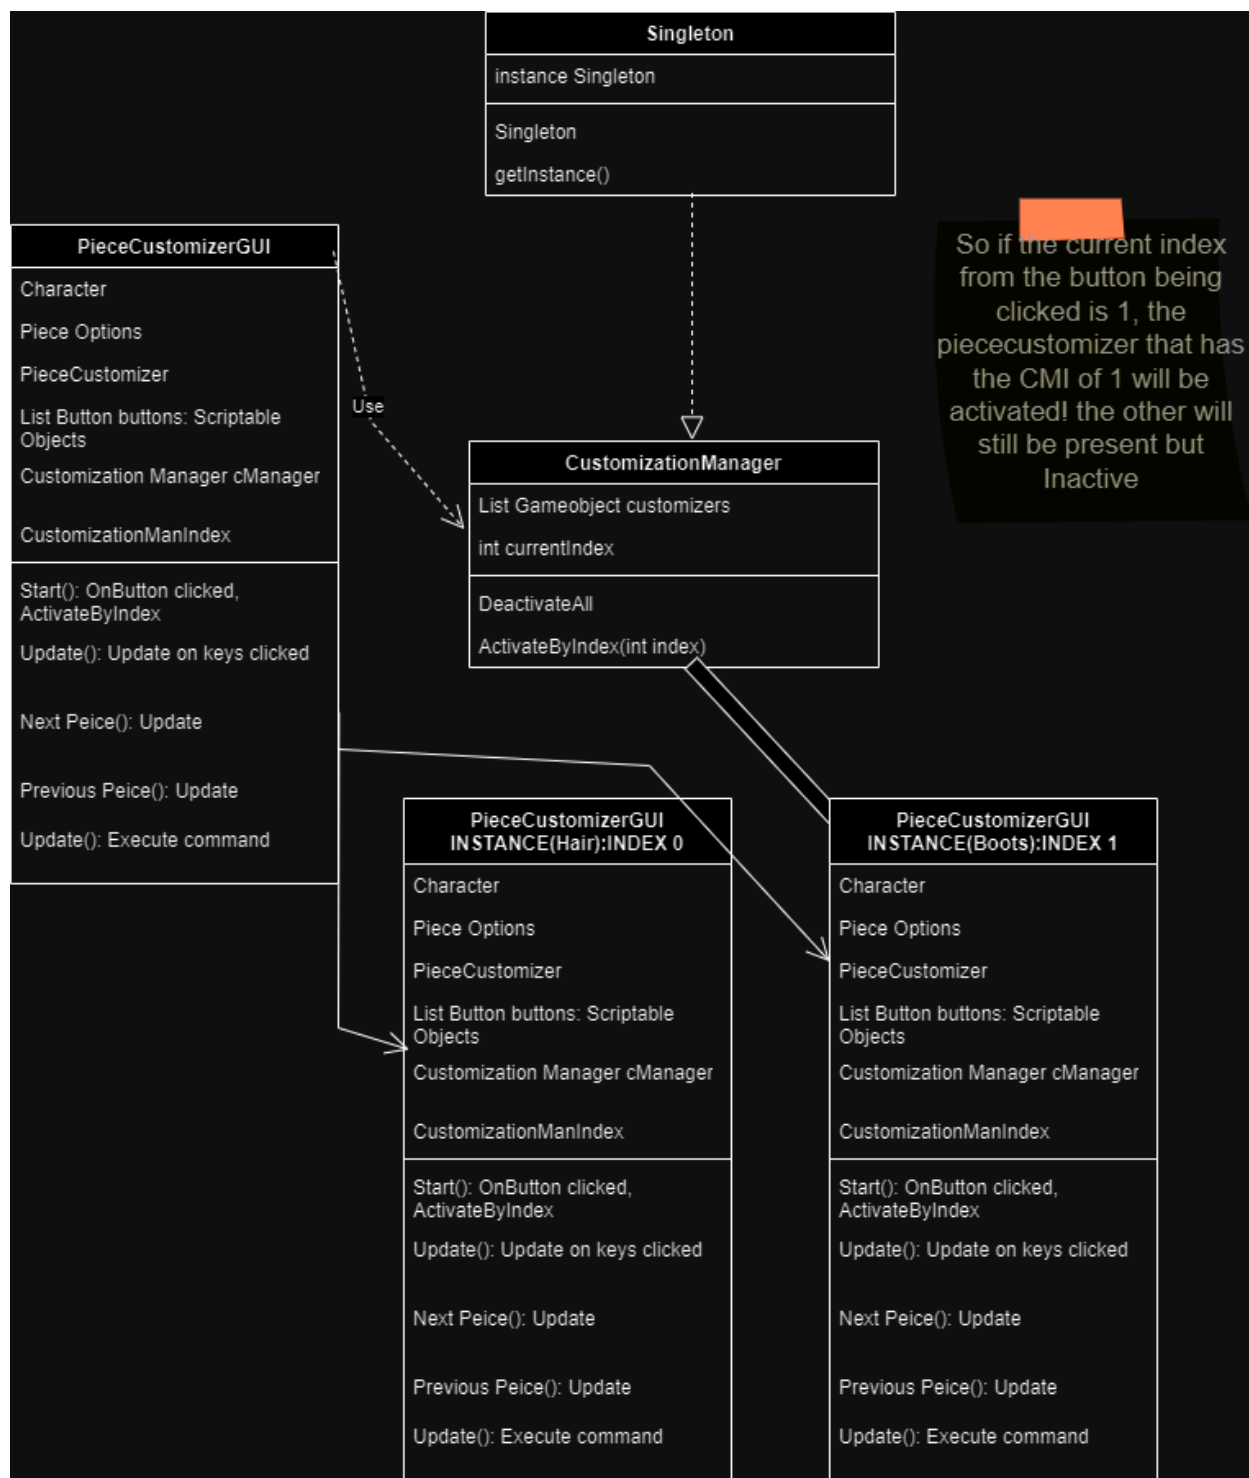 Singleton
instance Singleton
Singleton
getInstance()
PieceCustomizerGUI
Character
Piece Options
PieceCustomizer
List Button buttons: Scriptable
Objects
Customization Manager cManager
CustomizationManIndex
Start(): OnButton clicked,
ActivateByIndex
Update(): Update on keys clicked
Next Peice(): Update
Previous Peice(): Update
Update(): Execute command
Use
CustomizationManager
List Gameobject customizers
int currentIndex
DeactivateAll
ActivateByIndex(int index)
So if the current index
from the button being
clicked is 1, the
piececustomizer that has
the CMI of 1 will be
activated! the other will
still be present but
Inactive
PieceCustomizerGUI
INSTANCE(Hair):INDEX 0
Character
Piece Options
PieceCustomizer
List Button buttons: Scriptable
Objects
Customization Manager cManager
CustomizationManIndex
Start(): OnButton clicked,
ActivateByIndex
Update(): Update on keys clicked
Next Peice(): Update
Previous Peice(): Update
Update(): Execute command
PieceCustomizerGUI
INSTANCE(Boots):INDEX 1
Character
Piece Options
PieceCustomizer
List Button buttons: Scriptable
Objects
Customization Manager cManager
CustomizationManIndex
Start(): OnButton clicked,
ActivateByIndex
Update(): Update on keys clicked
Next Peice(): Update
Previous Peice(): Update
Update(): Execute command